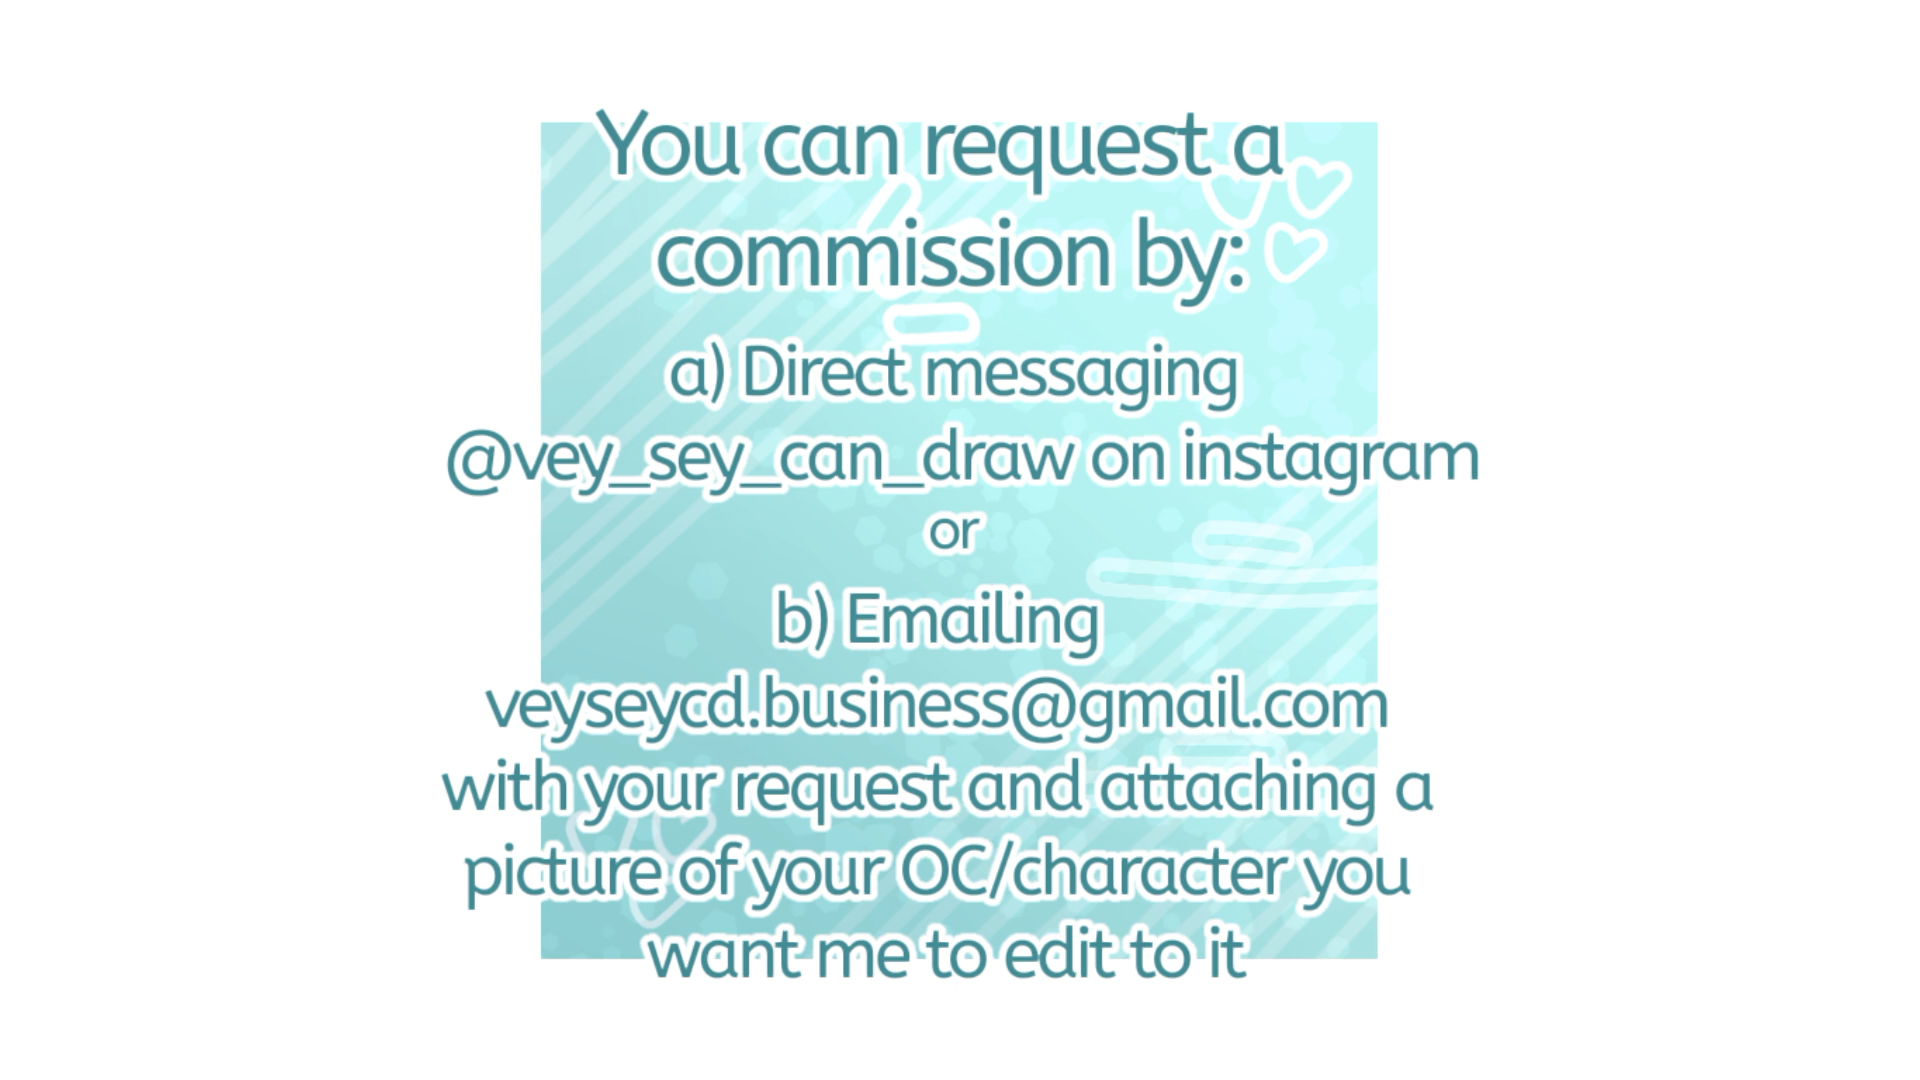 You can request a
commission by:
a) Direct messaging
@vey_sey_can_draw on instagram
or
b) Emailing
veyseycd.business@gmail.com
with your request and attaching a
picture of your OC/character you
want me to edit to it